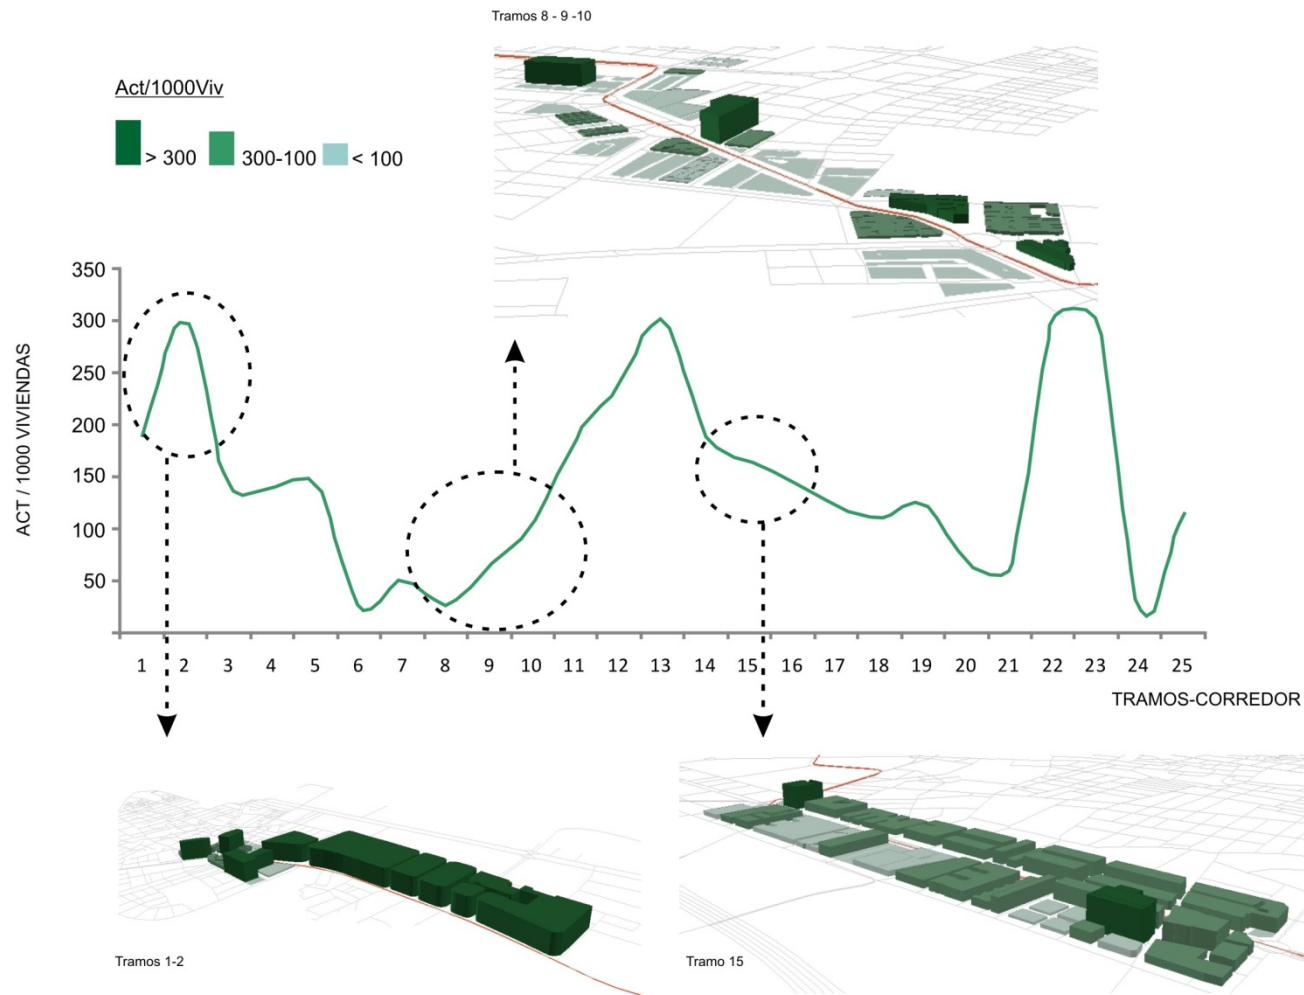 Tramos 8 - 9 -10
Act/1000Viv
> 300 300-100 < 100
350
300
250
200
150
100
50
ACT / 1000 VIVIENDAS
1 2 3 4 5 6 7 8 9 10 11 12 13 14 15 16 17 18 19 20 21 22 23 24 25
TRAMOS-CORREDOR
Tramos 1-2
Tramo 15